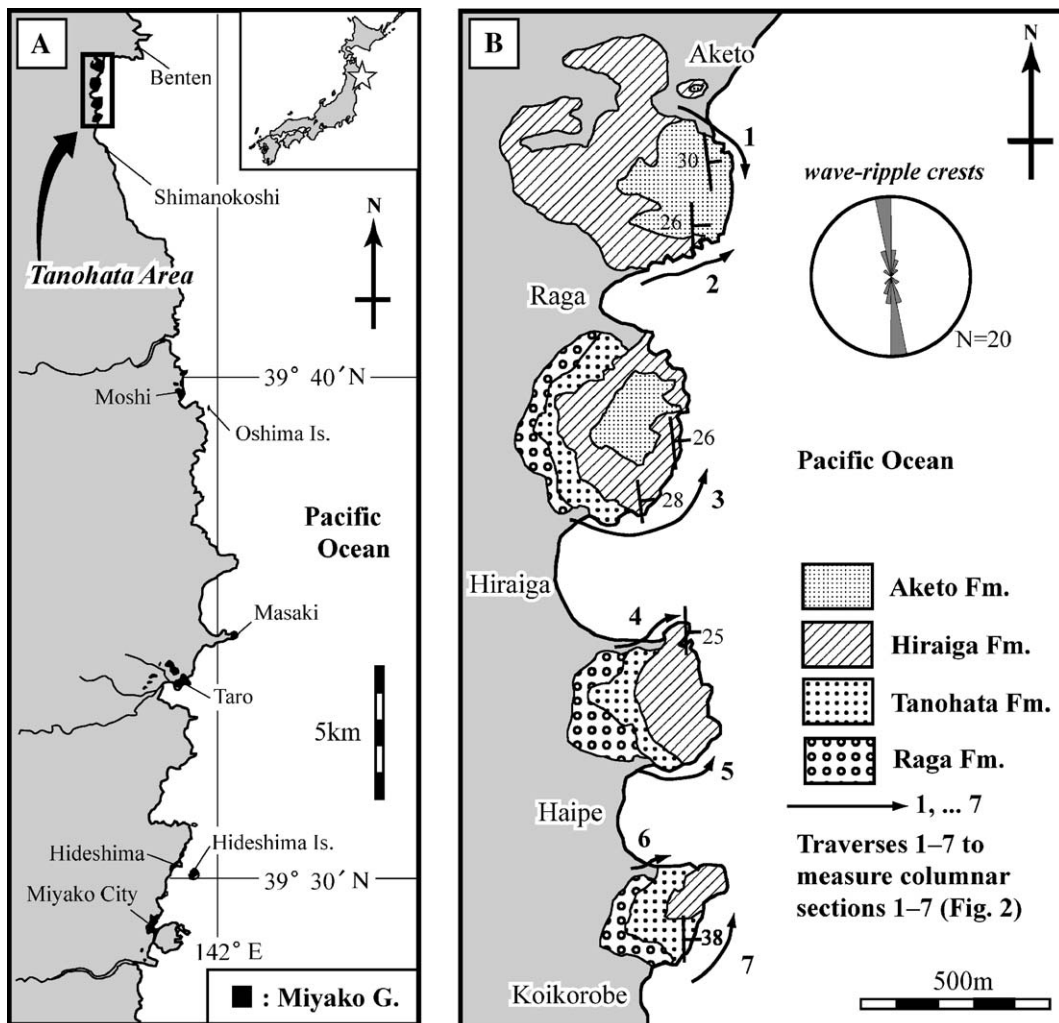 A
Benten
Shimanokoshi
Tanohata Area
N
39° 40′ N
Moshi
Oshima Is.
Pacific
Ocean
Masaki
Taro
5km
Hideshima Is.
Hideshima
39° 30′ N
Miyako City
142° E
: Miyako G.
B
Aketo
N
1
30
wave-ripple crests
26
2
Raga
N=20
26
Pacific Ocean
3
28
Hiraiga
Aketo Fm.
4
25
Hiraiga Fm.
Tanohata Fm.
5
Raga Fm.
Haipe
1, ... 7
6
Traverses 1–7 to
measure columnar
sections 1–7 (Fig. 2)
38
7
Koikorobe
500m